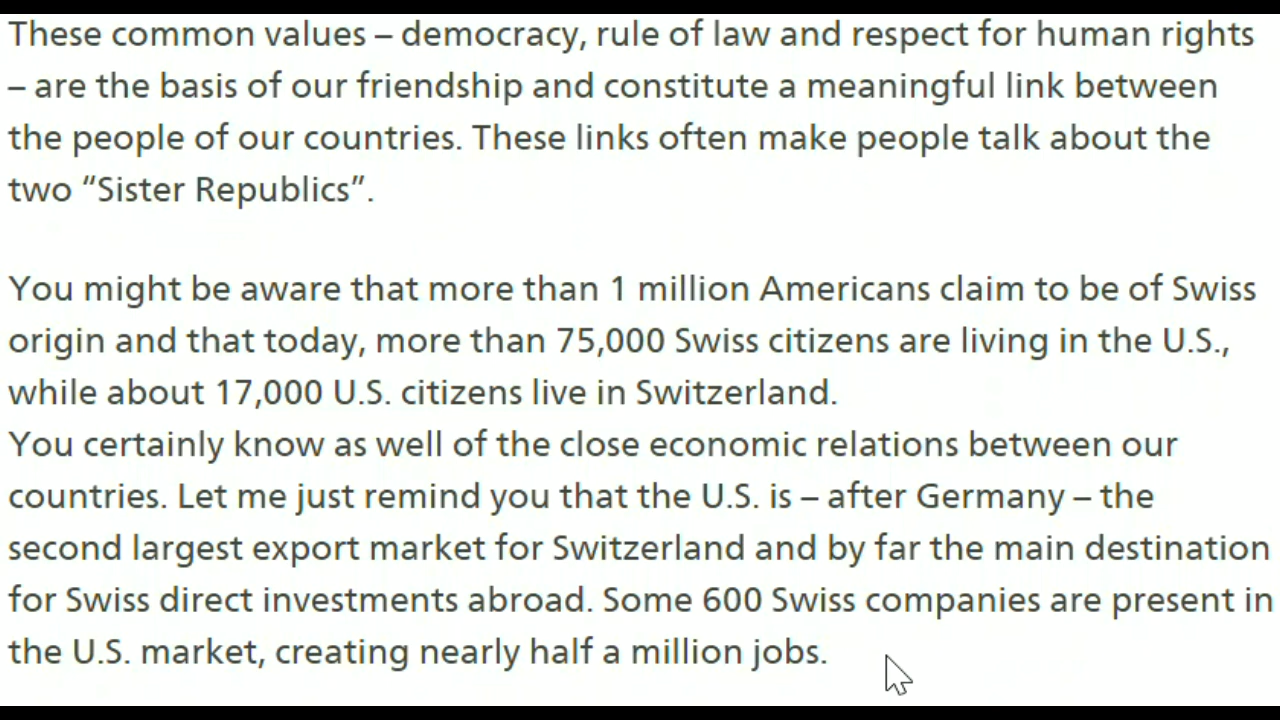 These common values – democracy, rule of law and respect for human rights
– are the basis of our friendship and constitute a meaningful link between
the people of our countries. These links often make people talk about the
two “Sister Republics”.
You might be aware that more than 1 million Americans claim to be of Swiss
origin and that today, more than 75,000 Swiss citizens are living in the U.S.,
while about 17,000 U.S. citizens live in Switzerland.
You certainly know as well of the close economic relations between our
countries. Let me just remind you that the U.S. is – after Germany – the
second largest export market for Switzerland and by far the main destination
for Swiss direct investments abroad. Some 600 Swiss companies are present in
the U.S. market, creating nearly half a million jobs.